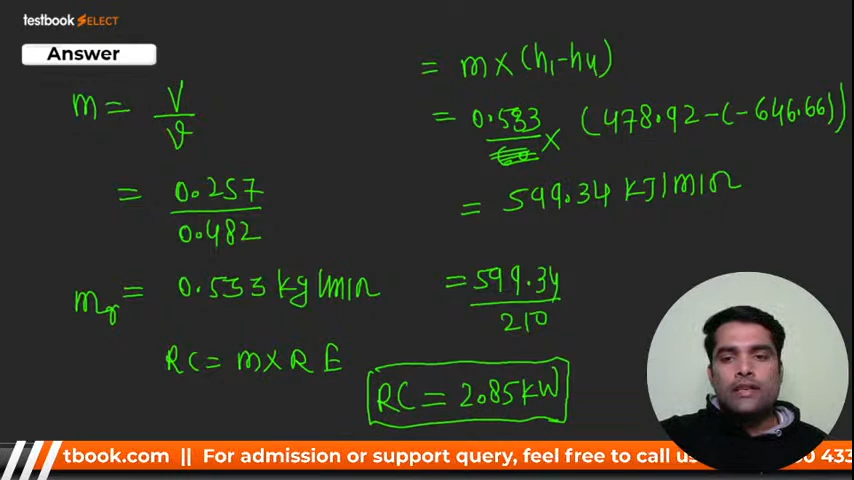 testbook SELECT
Answer
m = V / ϑ
= 0.257 / 0.482
mr = 0.533 kg/min
RC = m x R E
= m x (h1-h4)
= 0.533 x (478.92-(-646.66))
= 599.34 KJ/min
= 599.34 / 210
RC = 2.85 KW
tbook.com || For admission or support query, feel free to call us
0 433